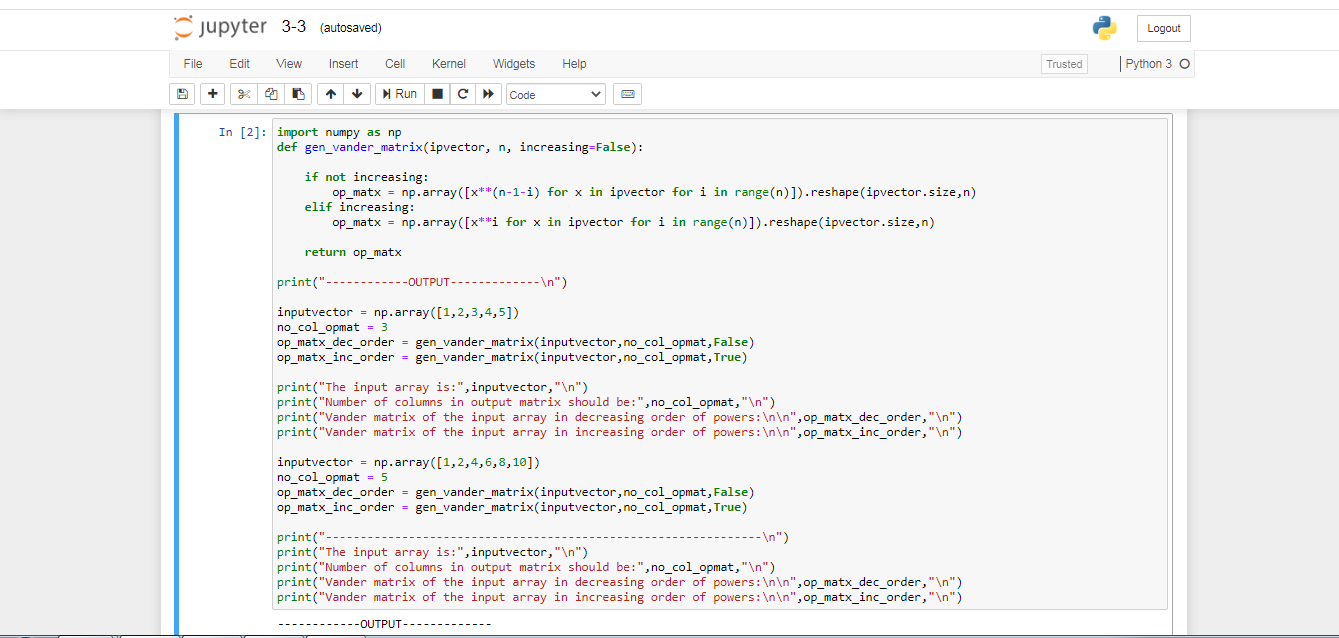 jupyter 3-3 (autosaved) Logout
File Edit View Insert Cell Kernel Widgets Help Trusted Python 3
Run Code
In [2]: import numpy as np
def gen_vander_matrix(ipvector, n, increasing=False):
if not increasing:
op_matx = np.array([x**(n-1-i) for x in ipvector for i in range(n)]).reshape(ipvector.size,n)
elif increasing:
op_matx = np.array([x**i for x in ipvector for i in range(n)]).reshape(ipvector.size,n)
return op_matx
print("------------OUTPUT-------------\n")
inputvector = np.array([1,2,3,4,5])
no_col_opmat = 3
op_matx_dec_order = gen_vander_matrix(inputvector,no_col_opmat,False)
op_matx_inc_order = gen_vander_matrix(inputvector,no_col_opmat,True)
print("The input array is:",inputvector,"\n")
print("Number of columns in output matrix should be:",no_col_opmat,"\n")
print("Vander matrix of the input array in decreasing order of powers:\n\n",op_matx_dec_order,"\n")
print("Vander matrix of the input array in increasing order of powers:\n\n",op_matx_inc_order,"\n")
inputvector = np.array([1,2,4,6,8,10])
no_col_opmat = 5
op_matx_dec_order = gen_vander_matrix(inputvector,no_col_opmat,False)
op_matx_inc_order = gen_vander_matrix(inputvector,no_col_opmat,True)
print("---------------------------------------------------------------\n")
print("The input array is:",inputvector,"\n")
print("Number of columns in output matrix should be:",no_col_opmat,"\n")
print("Vander matrix of the input array in decreasing order of powers:\n\n",op_matx_dec_order,"\n")
print("Vander matrix of the input array in increasing order of powers:\n\n",op_matx_inc_order,"\n")
------------OUTPUT-------------